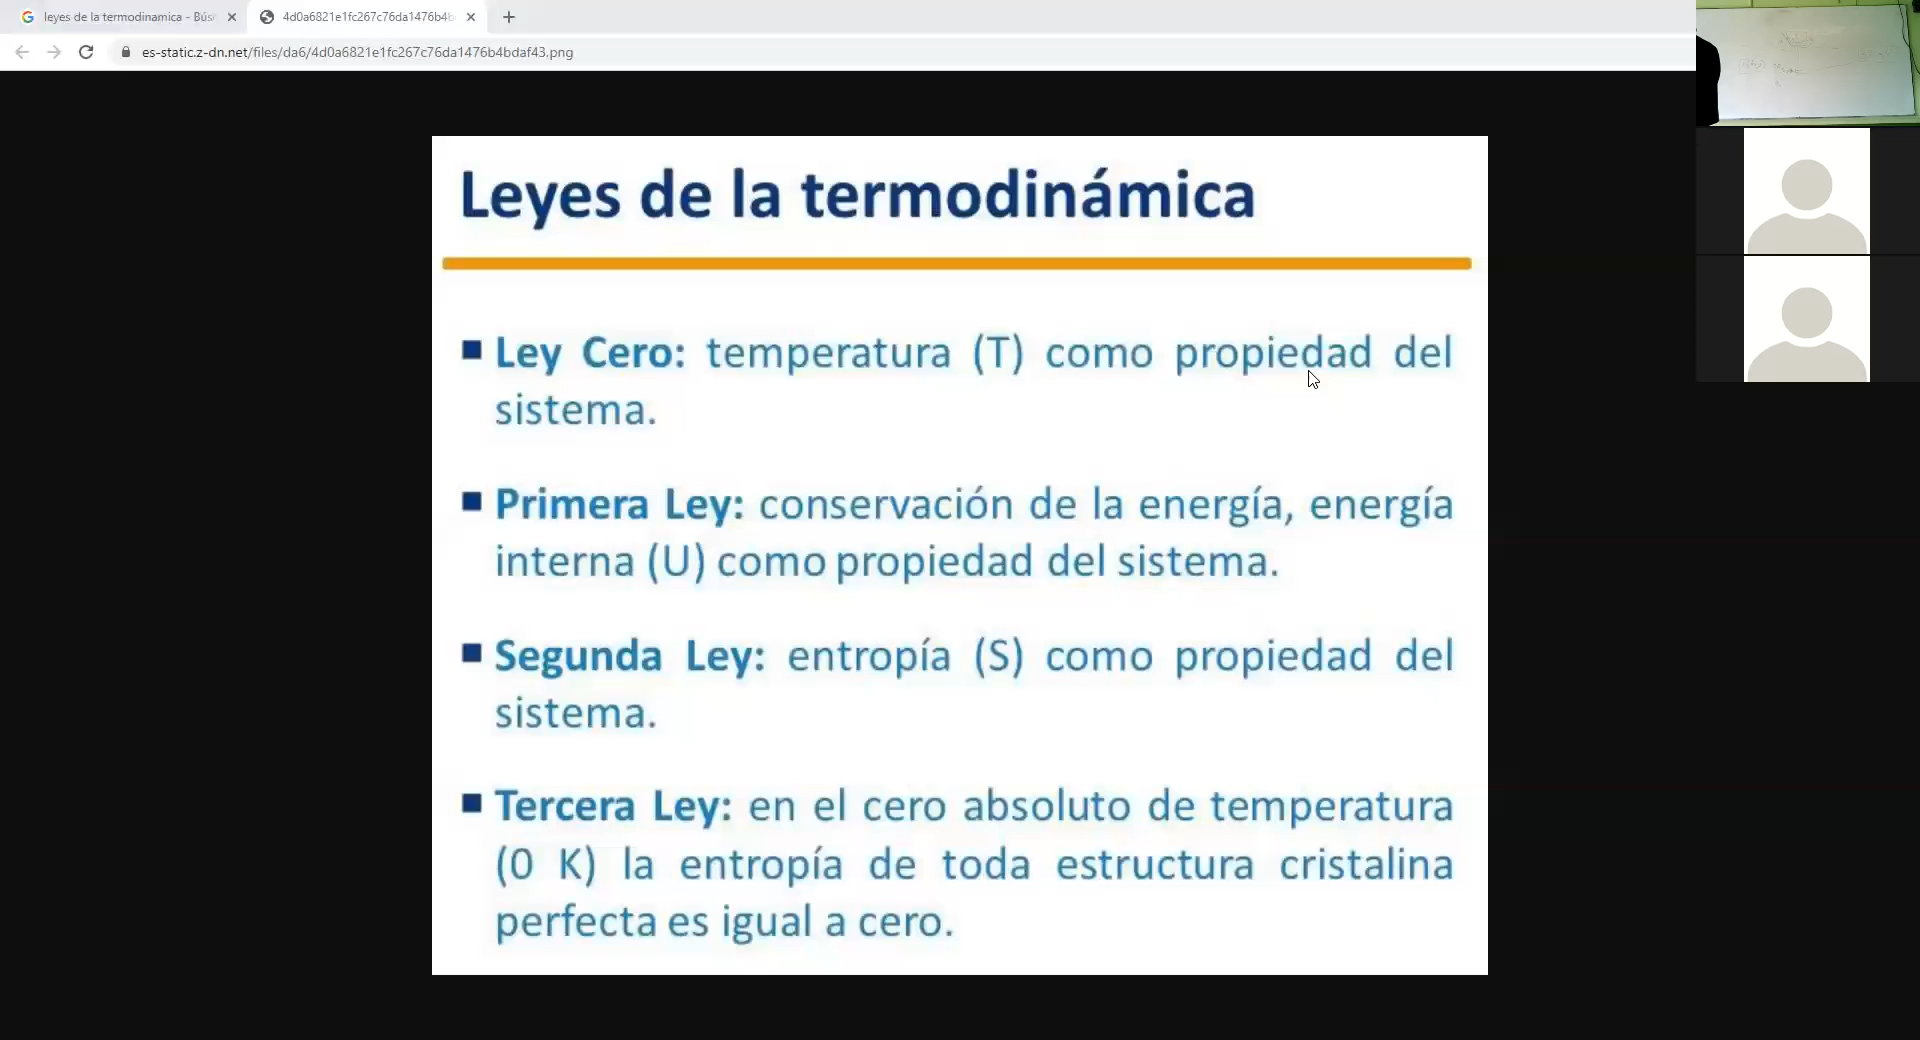 leyes de la termodinamica - Bús
4d0a6821e1fc267c76da1476b4b
es-static.z-dn.net/files/da6/4d0a6821e1fc267c76da1476b4bdaf43.png
Leyes de la termodinámica
Ley Cero: temperatura (T) como propiedad del
sistema.
Primera Ley: conservación de la energía, energía
interna (U) como propiedad del sistema.
Segunda Ley: entropía (S) como propiedad del
sistema.
Tercera Ley: en el cero absoluto de temperatura
(0 K) la entropía de toda estructura cristalina
perfecta es igual a cero.